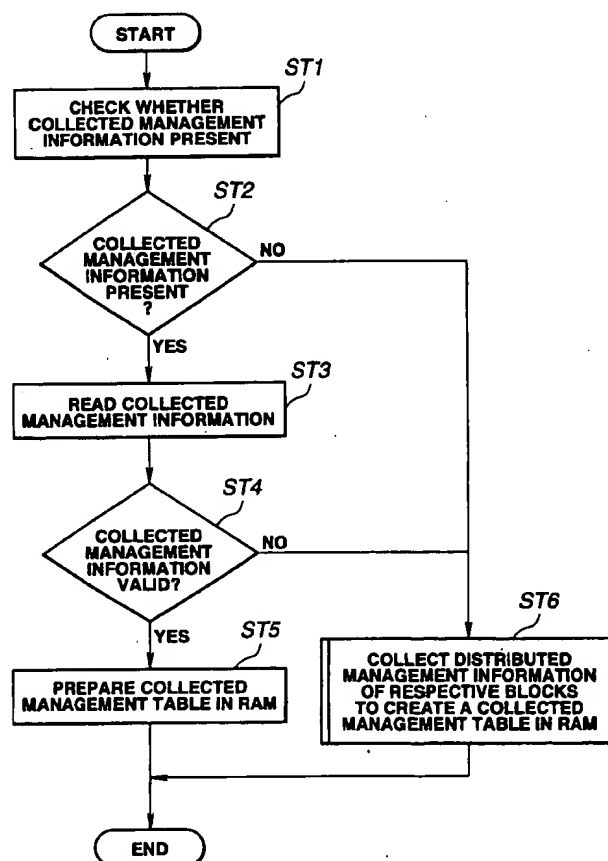 START
ST1
CHECK WHETHER
COLLECTED MANAGEMENT
INFORMATION PRESENT
ST2
COLLECTED
MANAGEMENT
INFORMATION
PRESENT
?
NO
YES
ST3
READ COLLECTED
MANAGEMENT INFORMATION
ST4
COLLECTED
MANAGEMENT
INFORMATION
VALID?
NO
YES
ST5
PREPARE COLLECTED
MANAGEMENT TABLE IN RAM
ST6
COLLECT DISTRIBUTED
MANAGEMENT INFORMATION
OF RESPECTIVE BLOCKS
TO CREATE A COLLECTED
MANAGEMENT TABLE IN RAM
END